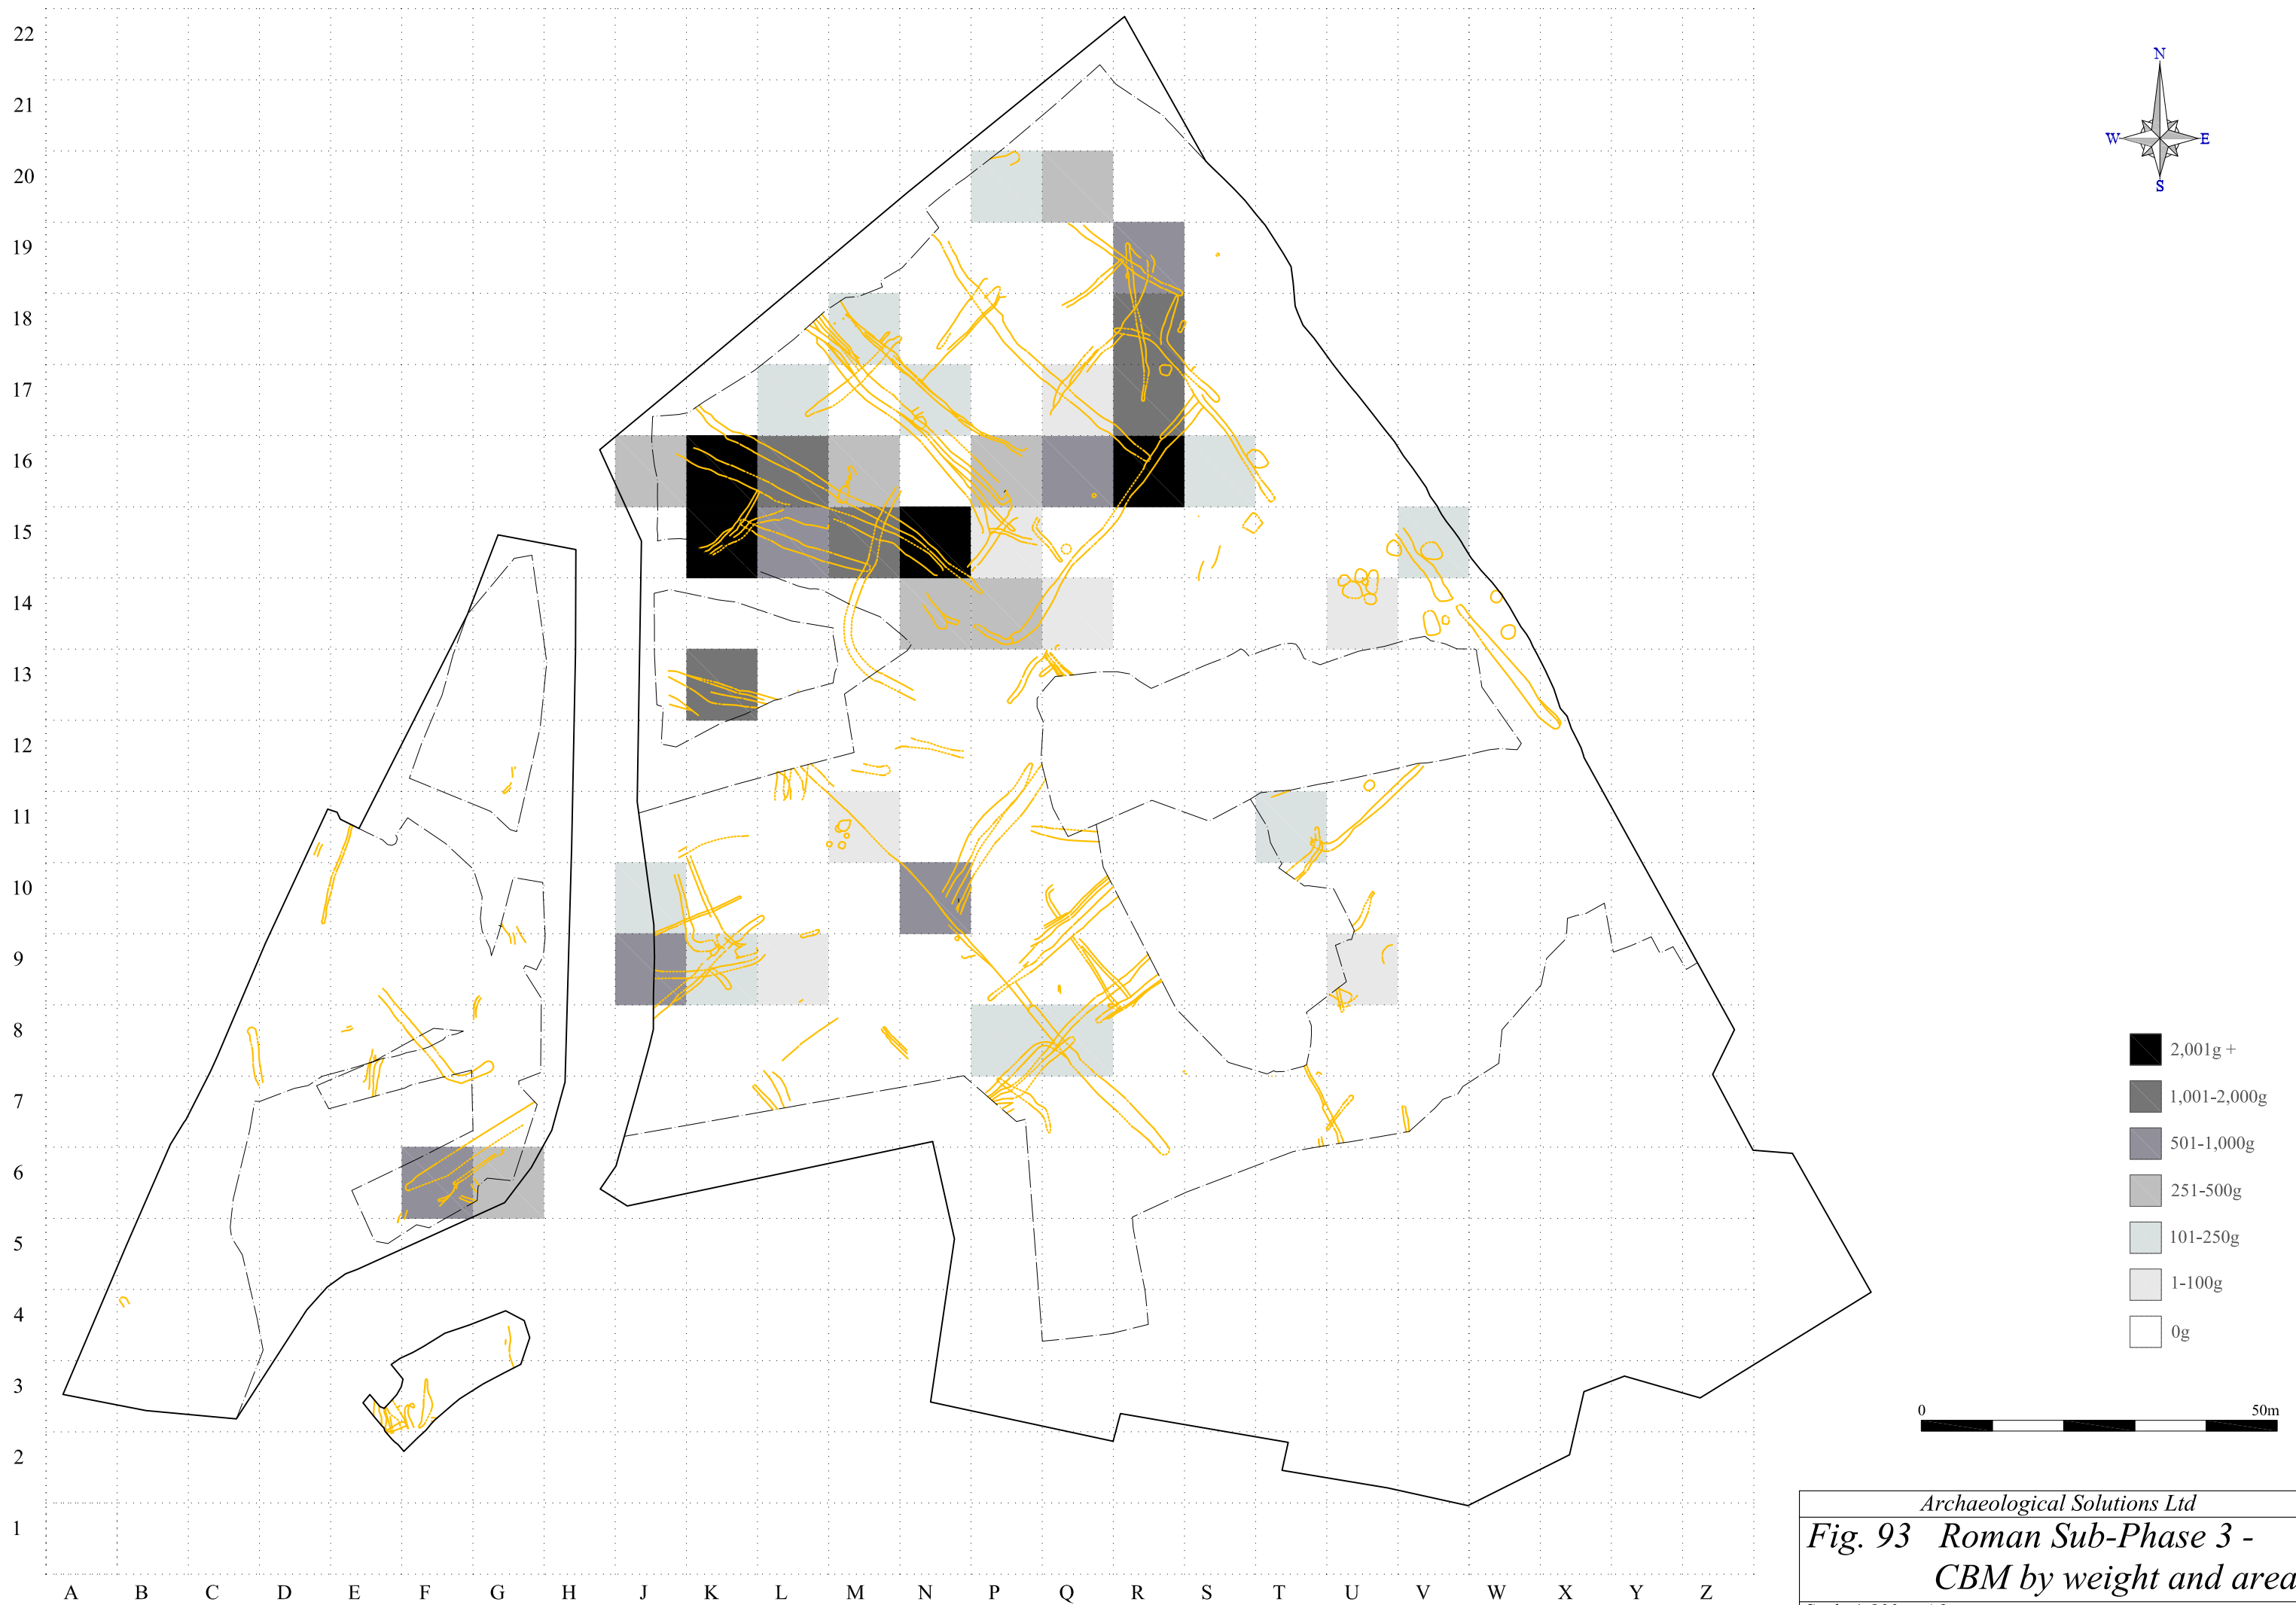 22
21
20
19
18
17
16
15
14
13
12
11
10
9
8
7
6
5
4
3
2
1
A B C D E F G H J K L M N P Q R S T U V W X Y Z
N
W E
S
2,001g +
1,001-2,000g
501-1,000g
251-500g
101-250g
1-100g
0g
0 50m
Archaeological Solutions Ltd
Fig. 93 Roman Sub-Phase 3 -
CBM by weight and area